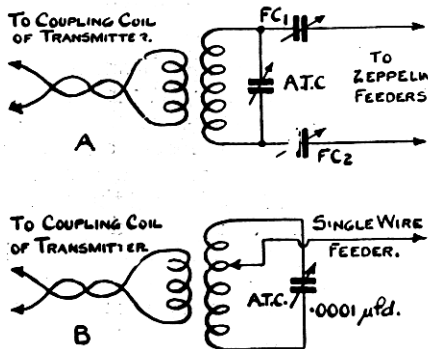 TO COUPLING COIL
OF TRANSMITTER.
FC1
A.T.C
TO
ZEPPELIN
FEEDERS
FC2
A
TO COUPLING COIL
OF TRANSMITTER
SINGLE WIRE
FEEDER.
A.T.C.
.0001 μfd.
B